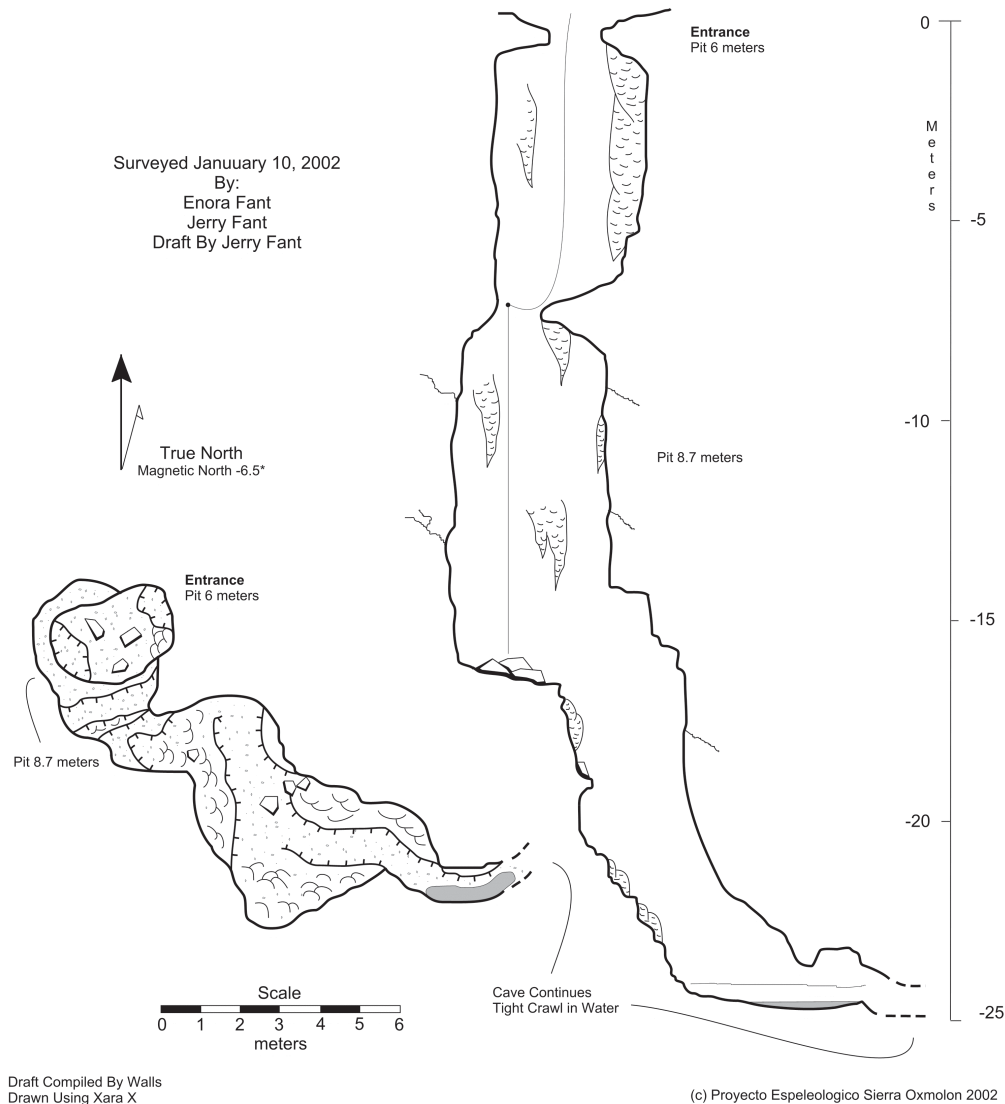 Entrance
Pit 6 meters
0
Meters
-5
-10
-15
-20
-25
Surveyed Januuary 10, 2002
By:
Enora Fant
Jerry Fant
Draft By Jerry Fant
True North
Magnetic North -6.5*
Pit 8.7 meters
Entrance
Pit 6 meters
Pit 8.7 meters
Cave Continues
Tight Crawl in Water
Scale
0 1 2 3 4 5 6
meters
Draft Compiled By Walls
Drawn Using Xara X
(c) Proyecto Espeleologico Sierra Oxmolon 2002